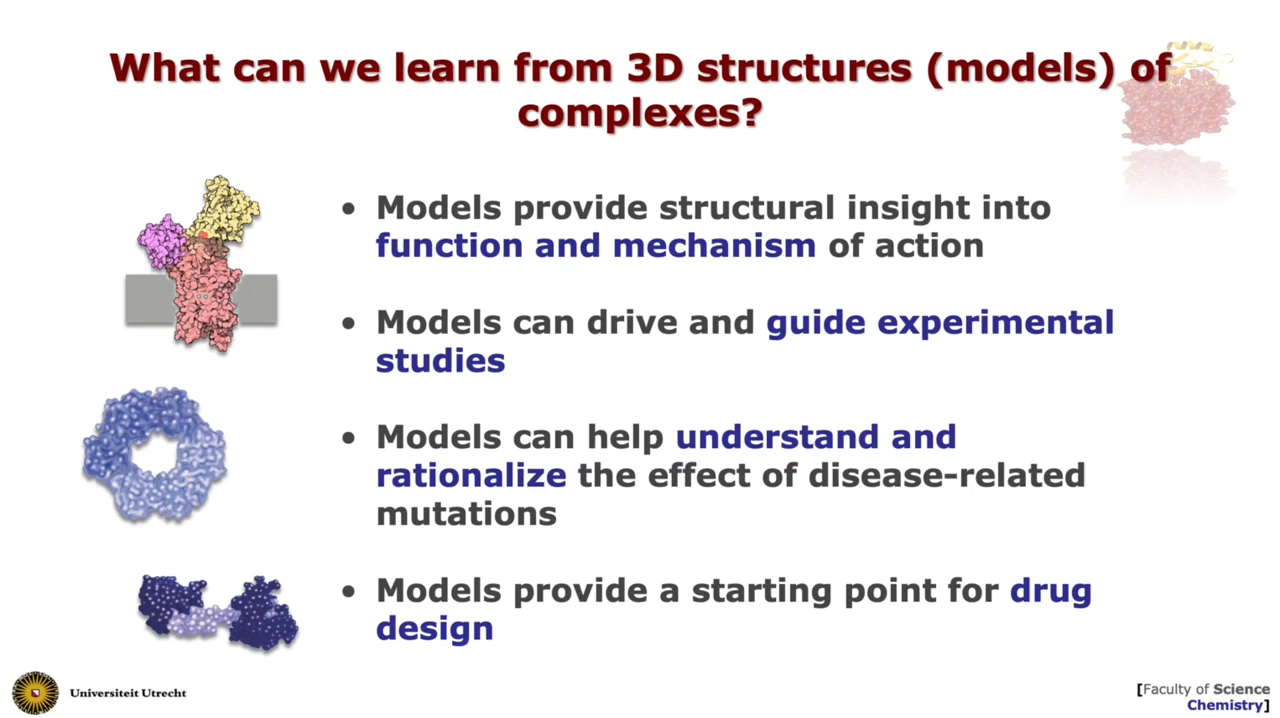 What can we learn from 3D structures (models) of
complexes?
• Models provide structural insight into
function and mechanism of action
• Models can drive and guide experimental
studies
• Models can help understand and
rationalize the effect of disease-related
mutations
• Models provide a starting point for drug
design
Universiteit Utrecht
[Faculty of Science
Chemistry]